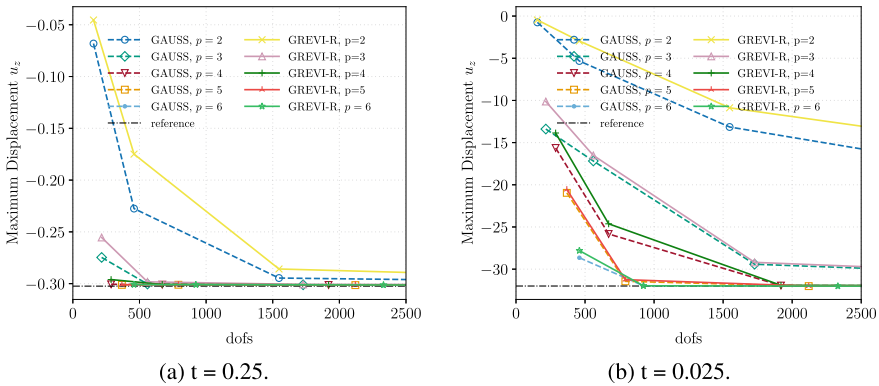 Maximum Displacement u_z
−0.05
−0.10
−0.15
−0.20
−0.25
−0.30
0
500
1000
1500
2000
2500
dofs
GAUSS, p = 2
GAUSS, p = 3
GAUSS, p = 4
GAUSS, p = 5
GAUSS, p = 6
reference
GREVI-R, p=2
GREVI-R, p=3
GREVI-R, p=4
GREVI-R, p=5
GREVI-R, p = 6
(a) t = 0.25.
Maximum Displacement u_z
0
−5
−10
−15
−20
−25
−30
0
500
1000
1500
2000
2500
dofs
GAUSS, p = 2
GAUSS, p = 3
GAUSS, p = 4
GAUSS, p = 5
GAUSS, p = 6
reference
GREVI-R, p=2
GREVI-R, p=3
GREVI-R, p=4
GREVI-R, p=5
GREVI-R, p = 6
(b) t = 0.025.